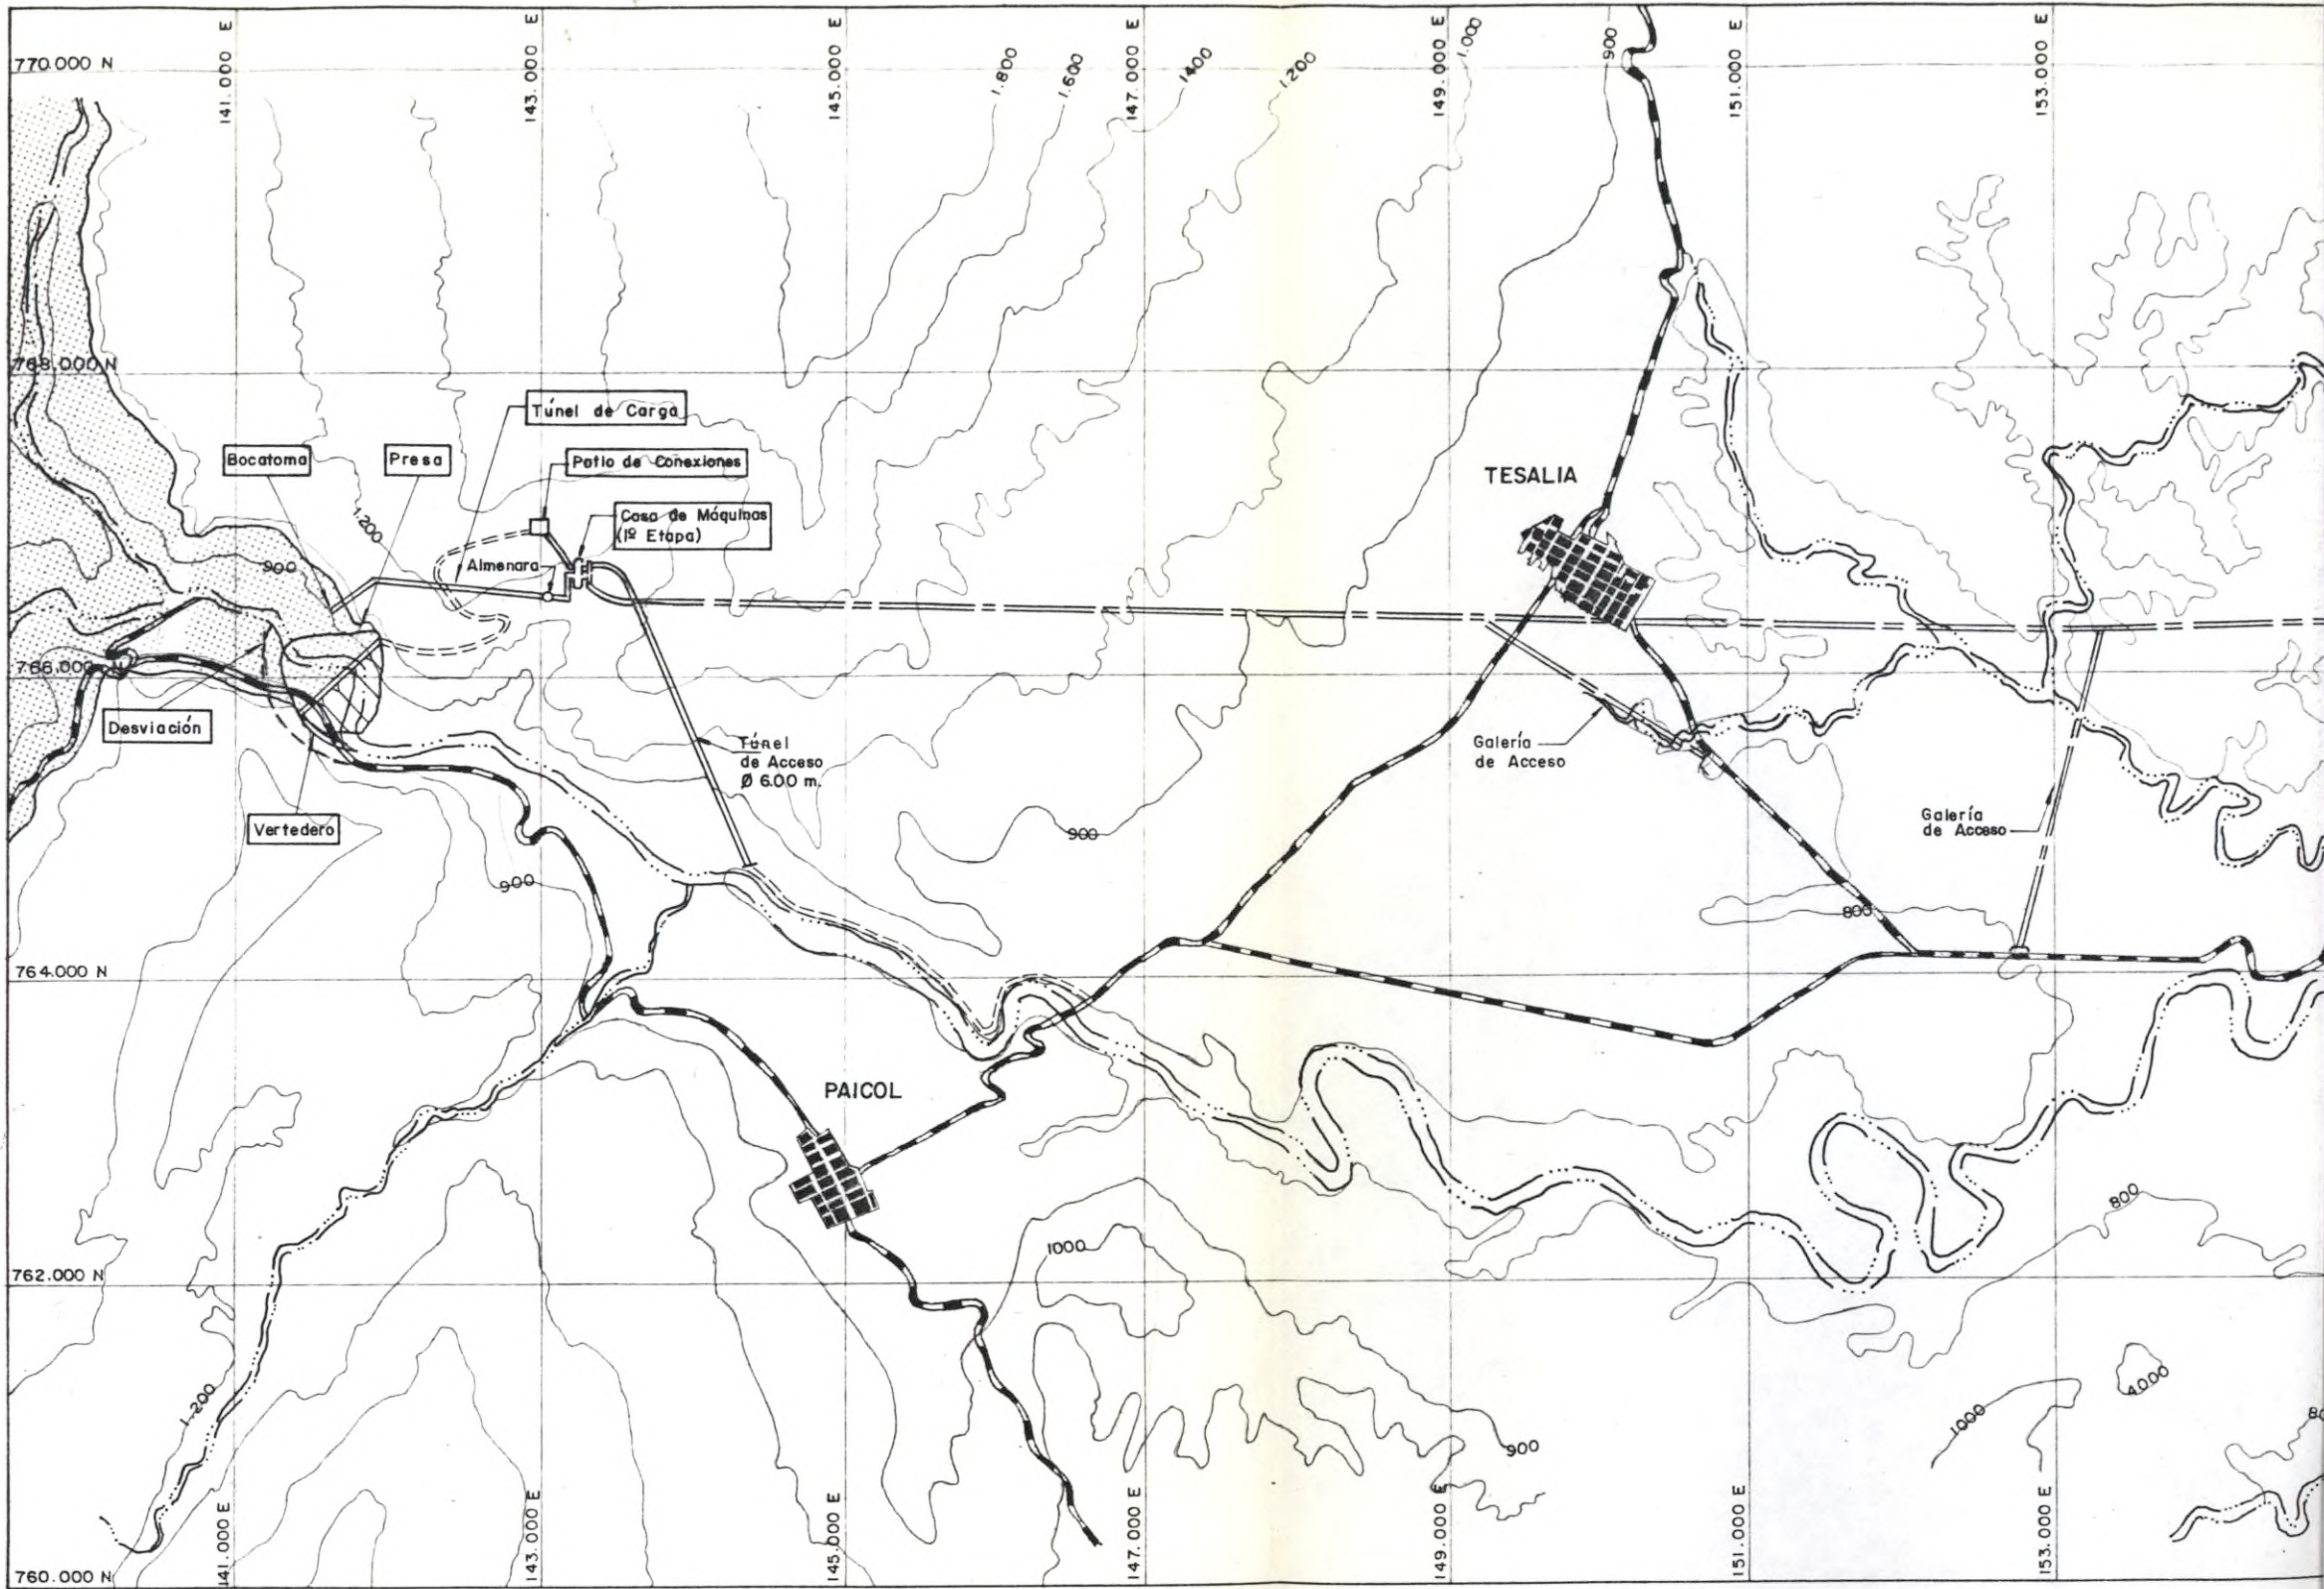 141.000 E
143.000 E
145.000 E
147.000 E
149.000 E
151.000 E
153.000 E
770.000 N
1.800
1.600
1400
1.200
1.000
900
768.000 N
Túnel de Carga
Bocatoma
Presa
Patio de Conexiones
TESALIA
1.200
Casa de Máquinas
(1º Etapa)
Almenara
900
766.000 N
Desviación
Túnel
de Acceso
Ø 6.00 m.
Galería
de Acceso
Vertedero
900
Galería
de Acceso
900
800
764.000 N
PAICOL
800
1000
762.000 N
1.200
4000
1000
900
80
141.000 E
143.000 E
145.000 E
147.000 E
149.000 E
151.000 E
153.000 E
760.000 N